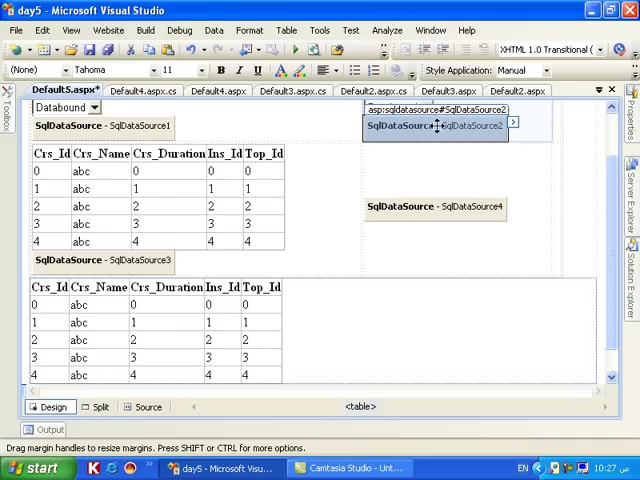 day5 - Microsoft Visual Studio
File Edit View Website Build Debug Data Format Table Tools Test
Analyze Window Help XHTML 1.0 Transitional (
(None) Tahoma 11 B I U A Style Application: Manual
Default5.aspx* Default4.aspx.cs Default4.aspx Default3.aspx.cs Default2.aspx.cs Default3.aspx Default2.aspx
Toolbox
Properties
Server Explorer
Solution Explorer
Databound
asp:sqldatasource#SqlDataSource2
SqlDataSource - SqlDataSource1
SqlDataSource - SqlDataSource2
Crs_Id Crs_Name Crs_Duration Ins_Id Top_Id
0 abc 0 0 0
1 abc 1 1 1
2 abc 2 2 2
3 abc 3 3 3
4 abc 4 4 4
SqlDataSource - SqlDataSource4
SqlDataSource - SqlDataSource3
Crs_Id Crs_Name Crs_Duration Ins_Id Top_Id
0 abc 0 0 0
1 abc 1 1 1
2 abc 2 2 2
3 abc 3 3 3
4 abc 4 4 4
Design Split Source <table>
Output
Drag margin handles to resize margins. Press SHIFT or CTRL for more options.
start K day5 - Microsoft Visu... Camtasia Studio - Unt... EN 10:27 ص